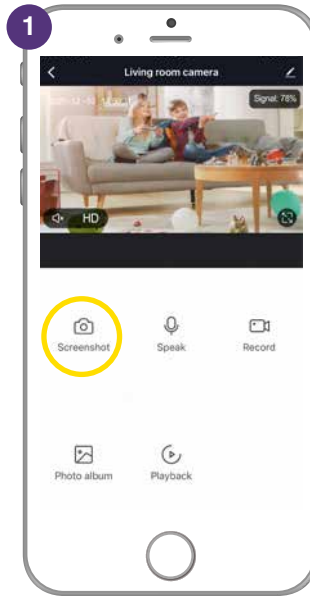 1
Living room camera
Signal: 78%
HD
Screenshot Speak Record
Photo album Playback